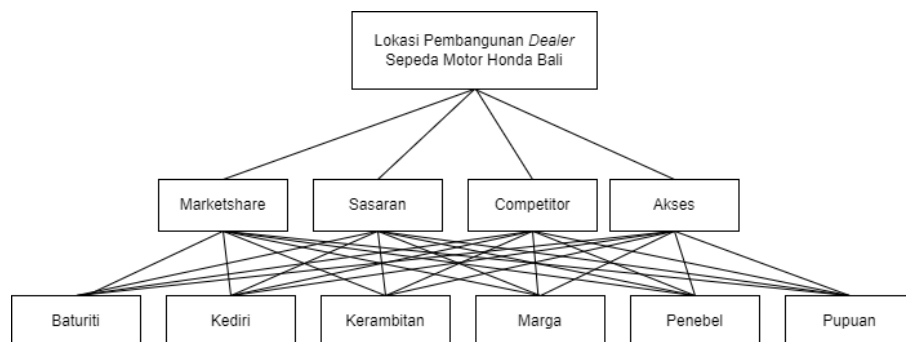 Lokasi Pembangunan Dealer
Sepeda Motor Honda Bali
Marketshare
Sasaran
Competitor
Akses
Baturiti
Kediri
Kerambitan
Marga
Penebel
Pupuan